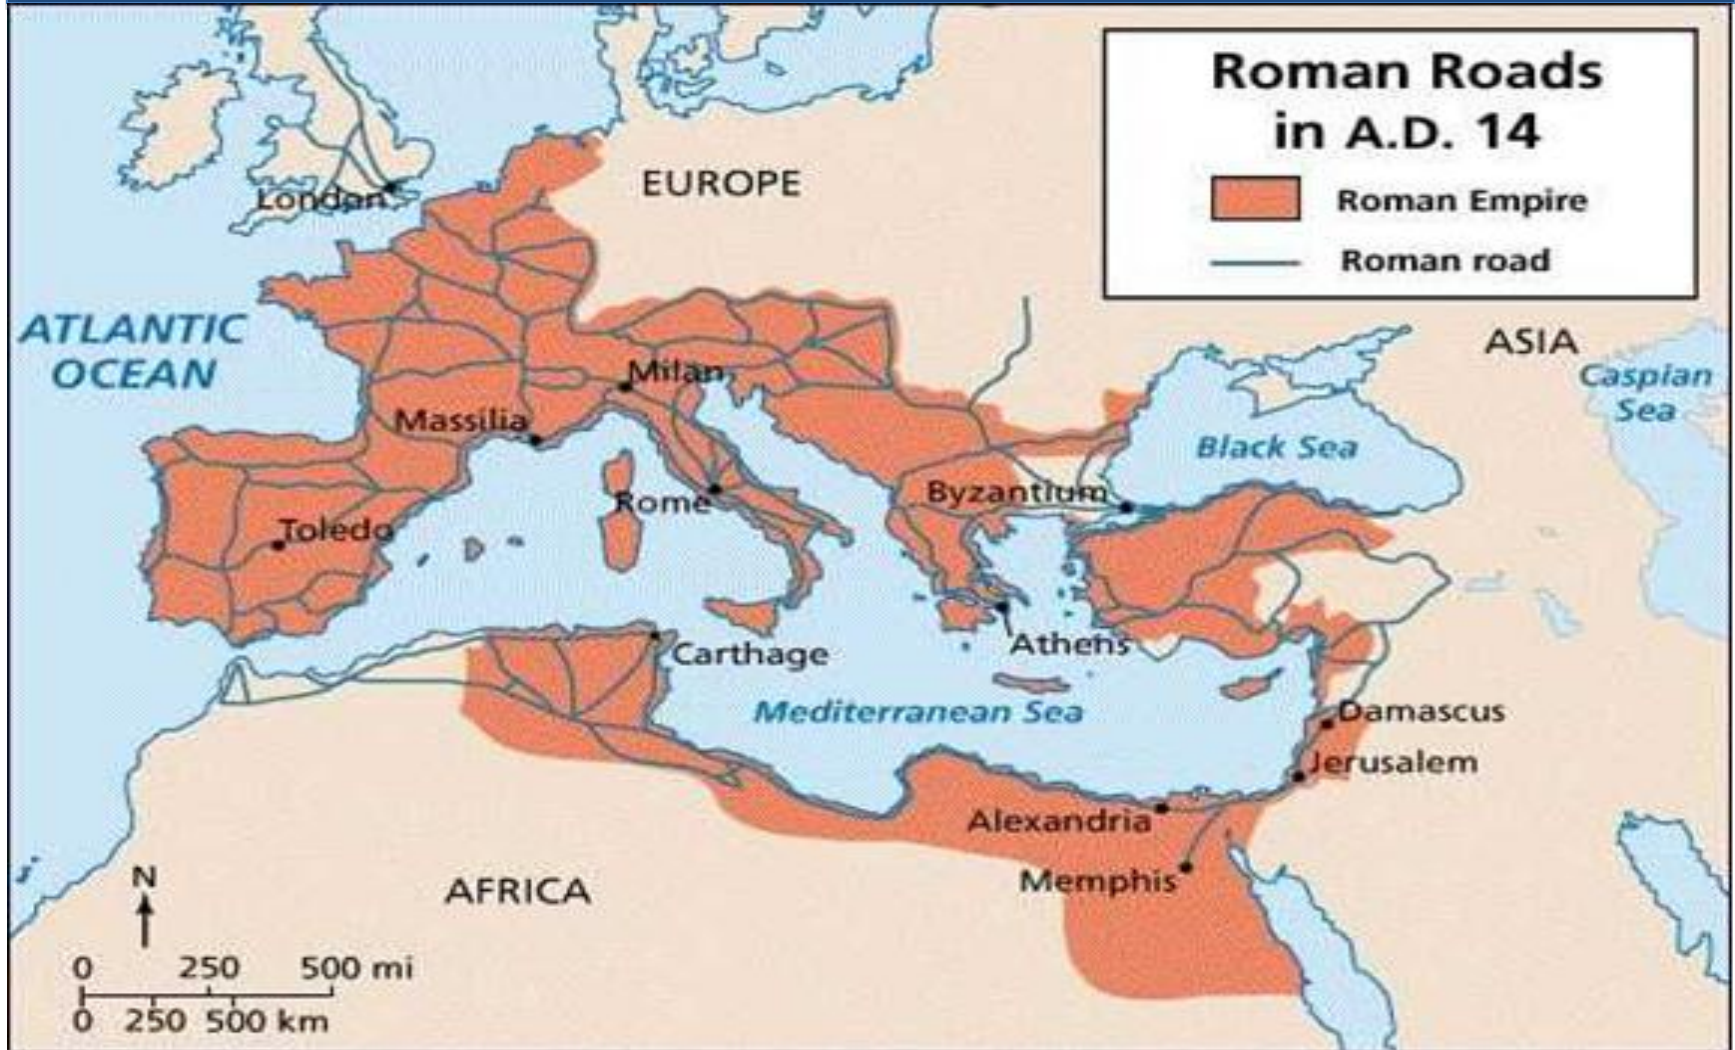 Roman Roads
in A.D. 14
Roman Empire
Roman road
EUROPE
London
ATLANTIC
OCEAN
ASIA
Caspian
Sea
Milan
Massilia
Black Sea
Rome
Byzantium
Toledo
Carthage
Athens
Mediterranean Sea
Damascus
Jerusalem
Alexandria
Memphis
AFRICA
N
0 250 500 mi
0 250 500 km